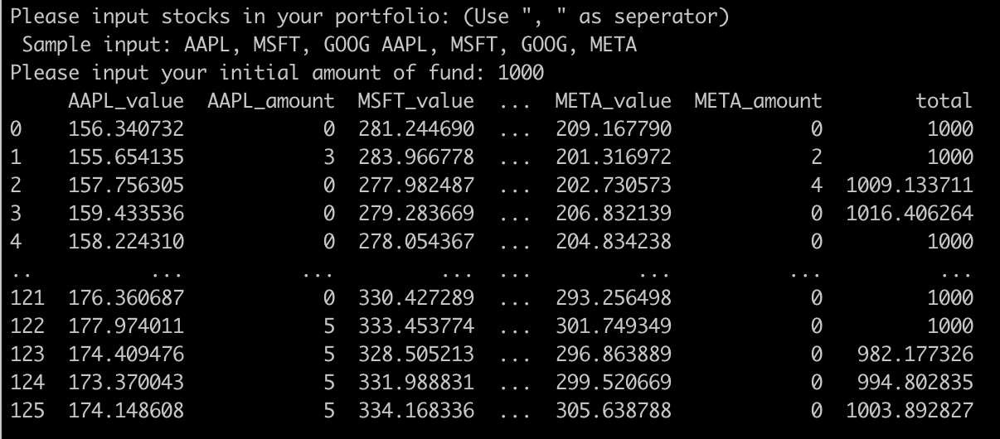 Please input stocks in your portfolio: (Use ", " as seperator)
 Sample input: AAPL, MSFT, GOOG AAPL, MSFT, GOOG, META
Please input your initial amount of fund: 1000
     AAPL_value  AAPL_amount  MSFT_value  ...  META_value  META_amount        total
0    156.340732            0  281.244690  ...  209.167790            0         1000
1    155.654135            3  283.966778  ...  201.316972            2         1000
2    157.756305            0  277.982487  ...  202.730573            4  1009.133711
3    159.433536            0  279.283669  ...  206.832139            0  1016.406264
4    158.224310            0  278.054367  ...  204.834238            0         1000
..          ...          ...         ...  ...         ...          ...          ...
121  176.360687            0  330.427289  ...  293.256498            0         1000
122  177.974011            5  333.453774  ...  301.749349            0         1000
123  174.409476            5  328.505213  ...  296.863889            0   982.177326
124  173.370043            5  331.988831  ...  299.520669            0   994.802835
125  174.148608            5  334.168336  ...  305.638788            0  1003.892827